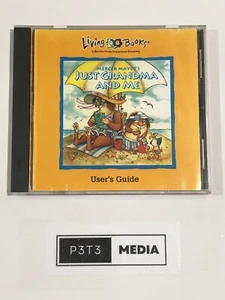 Living Books
MERCER MAYER'S
JUST GRANDMA
AND ME
User's Guide
P3T3 MEDIA